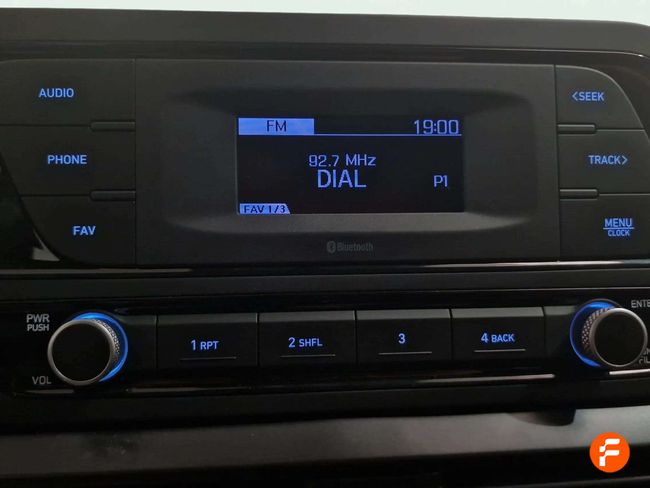 AUDIO
PHONE
FAV
FM 19:00
92.7 MHz
DIAL P1
FAV 1/3
Bluetooth
<SEEK
TRACK>
MENU
CLOCK
PWR
PUSH
VOL
1 RPT
2 SHFL
3
4 BACK
ENTE